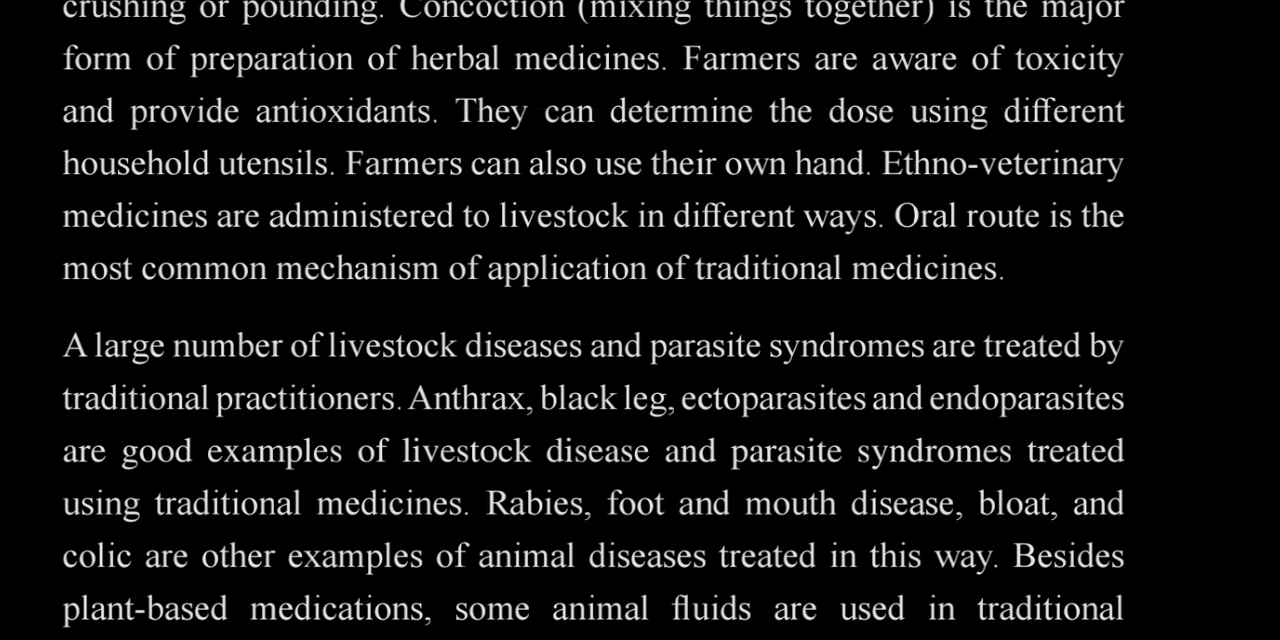 crushing or pounding. Concoction (mixing things together) is the major
form of preparation of herbal medicines. Farmers are aware of toxicity
and provide antioxidants. They can determine the dose using different
household utensils. Farmers can also use their own hand. Ethno-veterinary
medicines are administered to livestock in different ways. Oral route is the
most common mechanism of application of traditional medicines.
A large number of livestock diseases and parasite syndromes are treated by
traditional practitioners. Anthrax, black leg, ectoparasites and endoparasites
are good examples of livestock disease and parasite syndromes treated
using traditional medicines. Rabies, foot and mouth disease, bloat, and
colic are other examples of animal diseases treated in this way. Besides
plant-based medications, some animal fluids are used in traditional